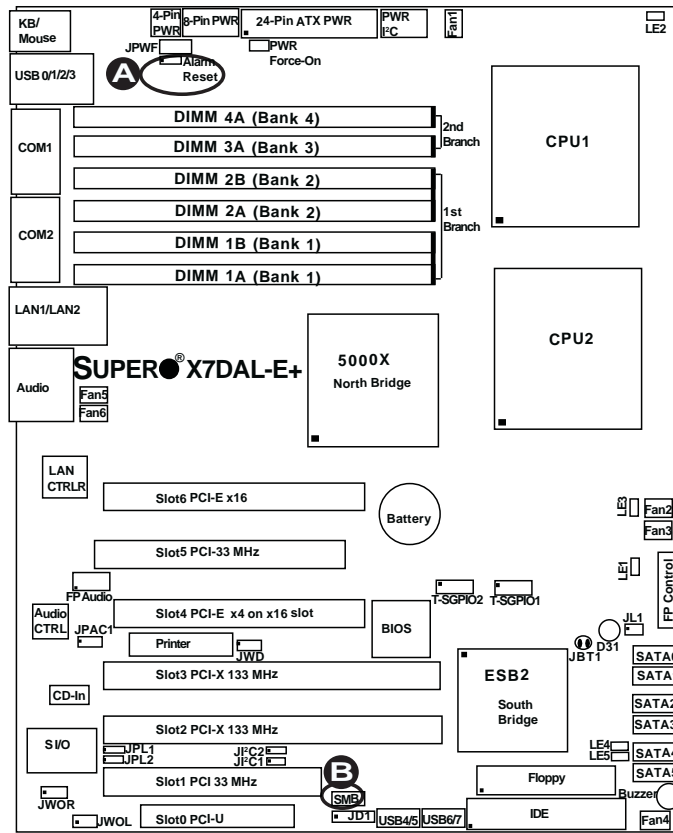 KB/
Mouse
4-Pin
PWR
8-Pin PWR
24-Pin ATX PWR
PWR
I²C
Fan1
LE2
JPWF
PWR
Force-On
A
Alarm
Reset
USB 0/1/2/3
DIMM 4A (Bank 4)
DIMM 3A (Bank 3)
2nd
Branch
CPU1
COM1
DIMM 2B (Bank 2)
DIMM 2A (Bank 2)
1st
Branch
COM2
DIMM 1B (Bank 1)
DIMM 1A (Bank 1)
LAN1/LAN2
CPU2
SUPER® X7DAL-E+
5000X
North Bridge
Audio
Fan5
Fan6
LAN
CTRLR
Slot6 PCI-E x16
Battery
LE3
Fan2
Fan3
Slot5 PCI-33 MHz
LE1
FP Control
FP Audio
T-SGPIO2
T-SGPIO1
Audio
CTRL
Slot4 PCI-E x4 on x16 slot
BIOS
JL1
JPAC1
Printer
JWD
D31
JBT1
SATA0
Slot3 PCI-X 133 MHz
ESB2
South
Bridge
SATA1
CD-In
SATA2
Slot2 PCI-X 133 MHz
SATA3
S I/O
JPL1
JPL2
JI²C2
JI²C1
LE4
LE5
SATA4
SATA5
B
Slot1 PCI 33 MHz
SMB
Floppy
Buzzer
JWOR
JWOL
Slot0 PCI-U
JD1
USB4/5
USB6/7
IDE
Fan4